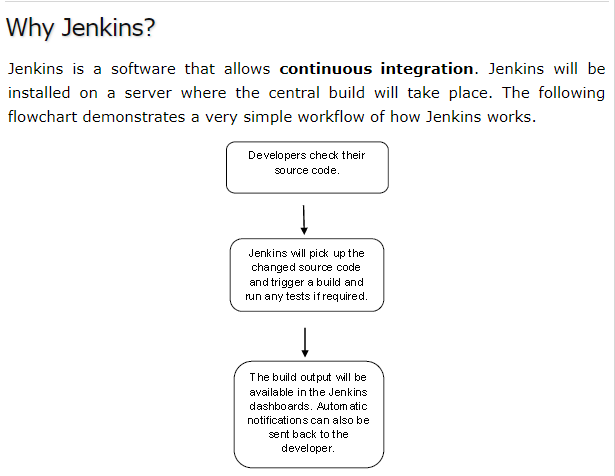 Why Jenkins?
Jenkins is a software that allows continuous integration. Jenkins will be
installed on a server where the central build will take place. The following
flowchart demonstrates a very simple workflow of how Jenkins works.
Developers check their
source code.
Jenkins will pick up the
changed source code
and trigger a build and
run any tests if required.
The build output will be
available in the Jenkins
dashboards. Automatic
notifications can also be
sent back to the
developer.